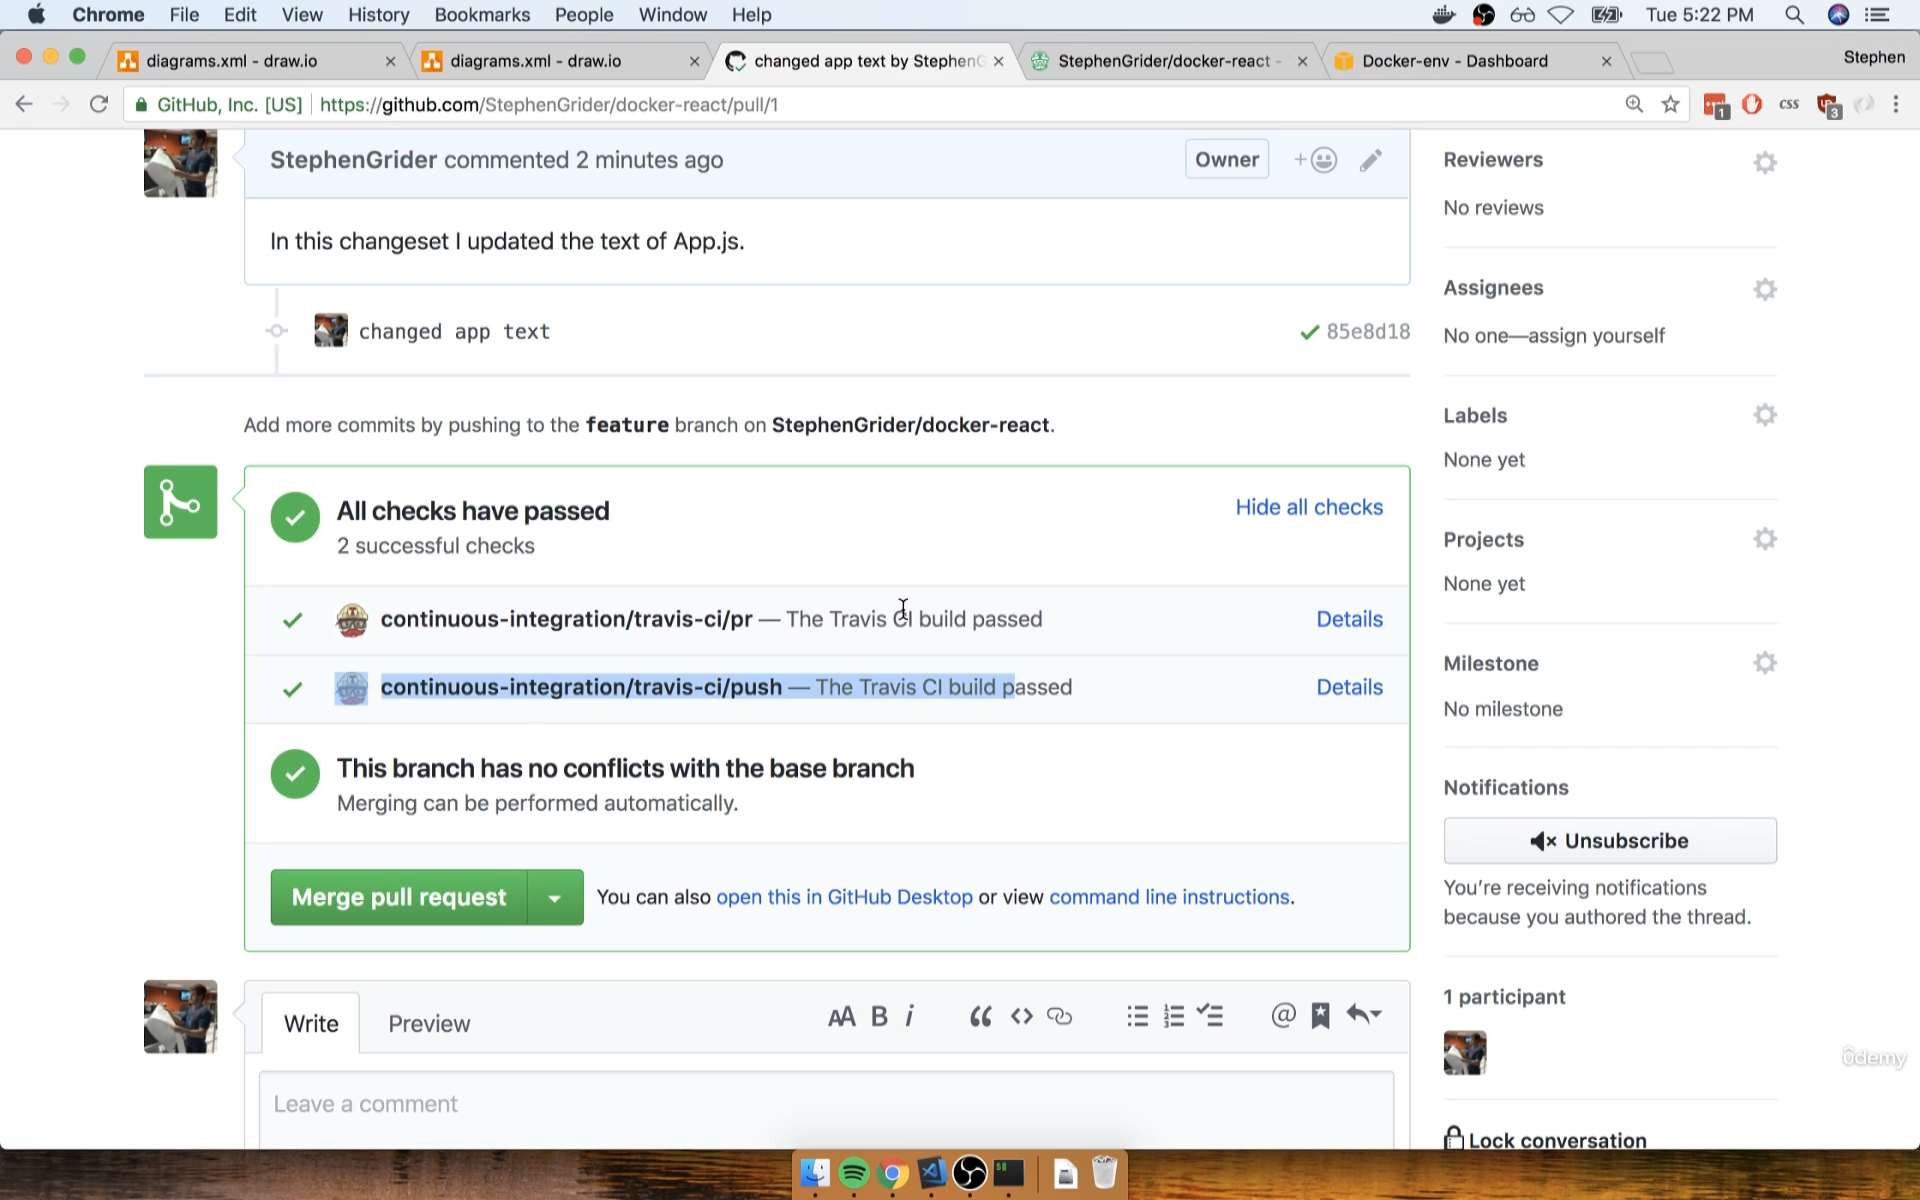 Chrome File Edit View History Bookmarks People Window Help Tue 5:22 PM
diagrams.xml - draw.io diagrams.xml - draw.io changed app text by StephenG StephenGrider/docker-react - Docker-env - Dashboard Stephen
GitHub, Inc. [US] https://github.com/StephenGrider/docker-react/pull/1 1 css 3
StephenGrider commented 2 minutes ago Owner
In this changeset I updated the text of App.js.
changed app text 85e8d18
Add more commits by pushing to the feature branch on StephenGrider/docker-react.
All checks have passed Hide all checks
2 successful checks
continuous-integration/travis-ci/pr — The Travis CI build passed Details
continuous-integration/travis-ci/push — The Travis CI build passed Details
This branch has no conflicts with the base branch
Merging can be performed automatically.
Merge pull request You can also open this in GitHub Desktop or view command line instructions.
Write Preview
Leave a comment
Reviewers
No reviews
Assignees
No one—assign yourself
Labels
None yet
Projects
None yet
Milestone
No milestone
Notifications
Unsubscribe
You're receiving notifications
because you authored the thread.
1 participant
Lock conversation
ûdemy